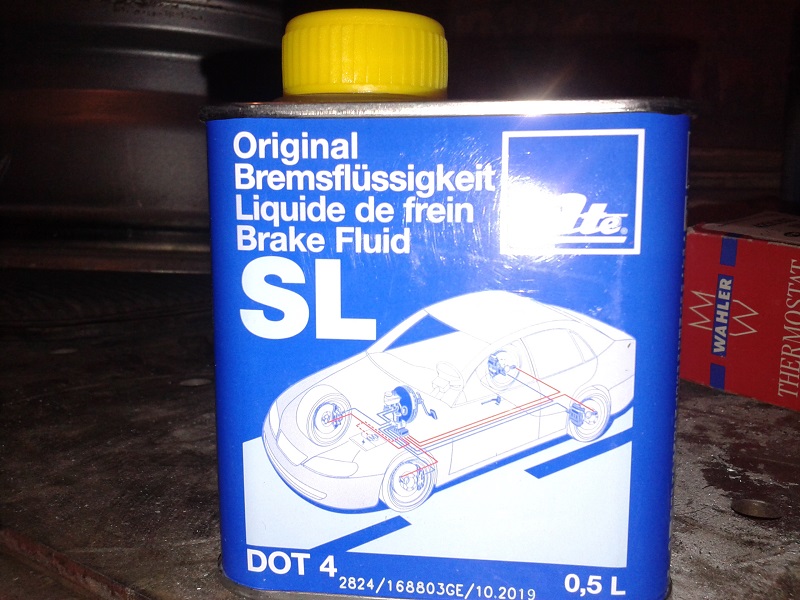 Original
Bremsflüssigkeit
Liquide de frein
Brake Fluid
SL
Ate®
DOT 4
2824/168803GE/10.2019
0,5 L
WAHLER
THERMOSTAT